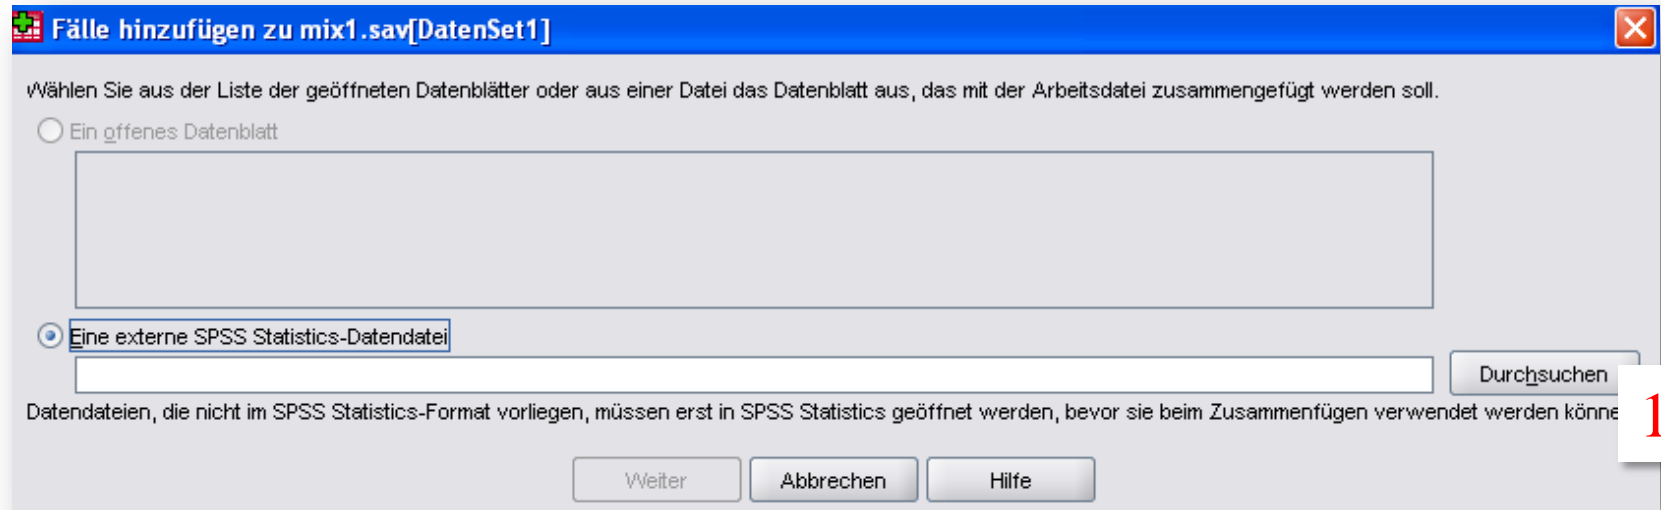 Fälle hinzufügen zu mix1.sav[DatenSet1]
Wählen Sie aus der Liste der geöffneten Datenblätter oder aus einer Datei das Datenblatt aus, das mit der Arbeitsdatei zusammengefügt werden soll.
Ein offenes Datenblatt
Eine externe SPSS Statistics-Datendatei
Durchsuchen
Datendateien, die nicht im SPSS Statistics-Format vorliegen, müssen erst in SPSS Statistics geöffnet werden, bevor sie beim Zusammenfügen verwendet werden könne
1
Weiter Abbrechen Hilfe